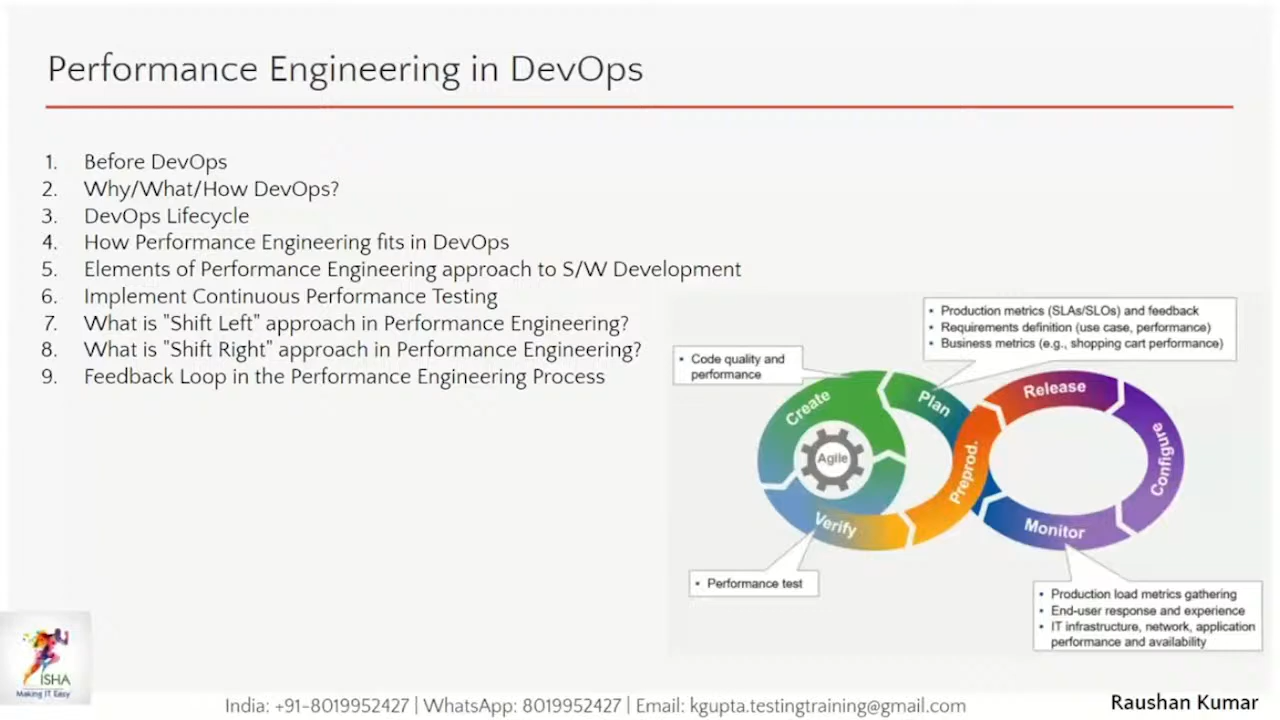 Performance Engineering in DevOps
1. Before DevOps
2. Why/What/How DevOps?
3. DevOps Lifecycle
4. How Performance Engineering fits in DevOps
5. Elements of Performance Engineering approach to S/W Development
6. Implement Continuous Performance Testing
7. What is "Shift Left" approach in Performance Engineering?
8. What is "Shift Right" approach in Performance Engineering?
9. Feedback Loop in the Performance Engineering Process
• Production metrics (SLAs/SLOs) and feedback
• Requirements definition (use case, performance)
• Business metrics (e.g., shopping cart performance)
• Code quality and
performance
Create
Plan
Release
Configure
Agile
Preprod.
Verify
Monitor
• Performance test
• Production load metrics gathering
• End-user response and experience
• IT infrastructure, network, application
performance and availability
ISHA
Making IT Easy
India: +91-8019952427 | WhatsApp: 8019952427 | Email: kgupta.testingtraining@gmail.com
Raushan Kumar